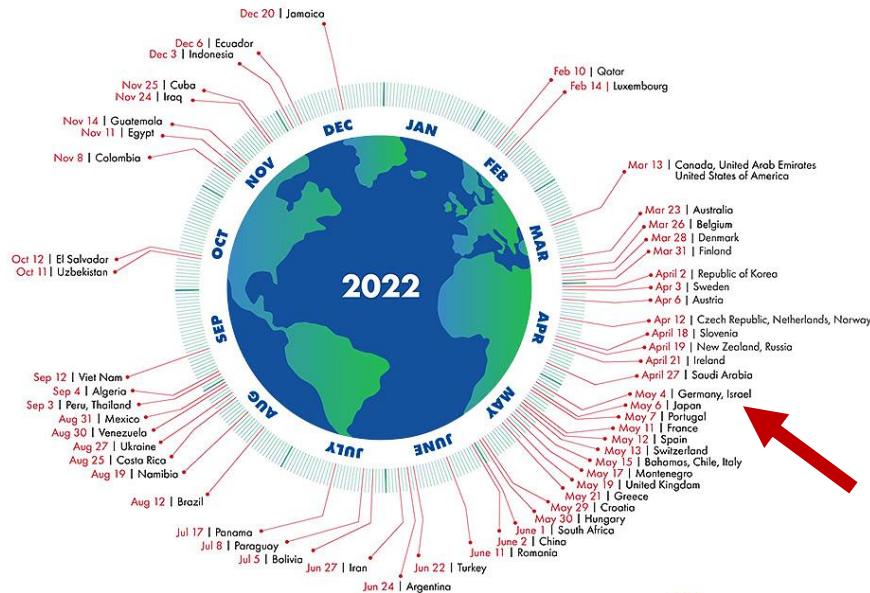 Dec 20 | Jamaica
Dec 6 | Ecuador
Dec 3 | Indonesia
Nov 25 | Cuba
Nov 24 | Iraq
Nov 14 | Guatemala
Nov 11 | Egypt
Nov 8 | Colombia
Oct 12 | El Salvador
Oct 11 | Uzbekistan
Sep 12 | Viet Nam
Sep 4 | Algeria
Sep 3 | Peru, Thailand
Aug 31 | Mexico
Aug 30 | Venezuela
Aug 27 | Ukraine
Aug 25 | Costa Rica
Aug 19 | Namibia
Aug 12 | Brazil
Jul 17 | Panama
Jul 8 | Paraguay
Jul 5 | Bolivia
Jun 27 | Iran
Jun 24 | Argentina
Jun 22 | Turkey
JAN
FEB
MAR
APR
MAY
JUNE
JULY
AUG
SEP
OCT
NOV
DEC
2022
Feb 10 | Qatar
Feb 14 | Luxembourg
Mar 13 | Canada, United Arab Emirates
United States of America
Mar 23 | Australia
Mar 26 | Belgium
Mar 28 | Denmark
Mar 31 | Finland
April 2 | Republic of Korea
Apr 3 | Sweden
Apr 6 | Austria
Apr 12 | Czech Republic, Netherlands, Norway
April 18 | Slovenia
April 19 | New Zealand, Russia
April 21 | Ireland
April 27 | Saudi Arabia
May 4 | Germany, Israel
May 6 | Japan
May 7 | Portugal
May 11 | France
May 12 | Spain
May 13 | Switzerland
May 15 | Bahamas, Chile, Italy
May 17 | Montenegro
May 19 | United Kingdom
May 21 | Greece
May 29 | Croatia
May 30 | Hungary
June 1 | South Africa
June 2 | China
June 11 | Romania